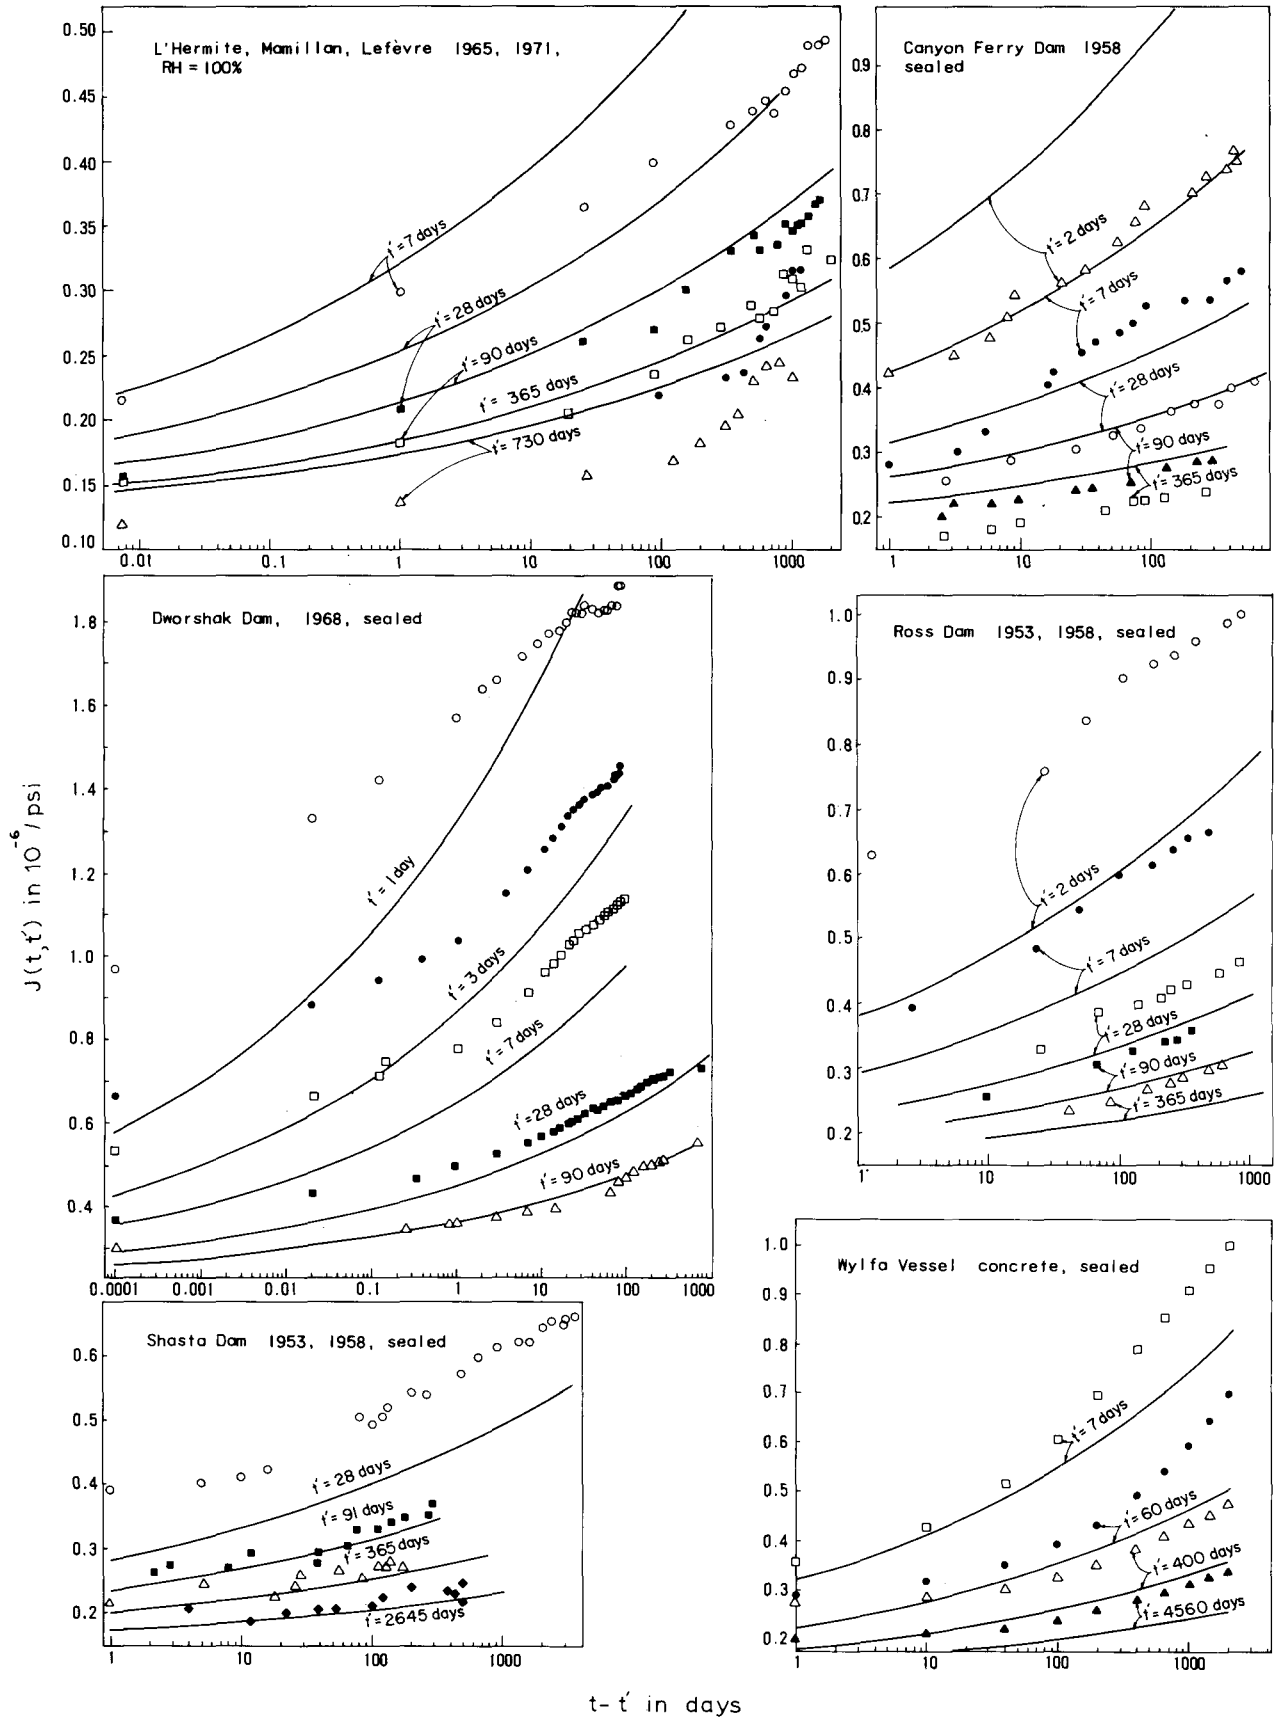 L'Hermite, Mamillan, Lefèvre 1965, 1971,
RH = 100%
0.50
0.45
0.40
0.35
0.30
0.25
0.20
0.15
0.10
t'= 7 days
t'= 28 days
t'= 90 days
t'= 365 days
t'= 730 days
0.01
0.1
1
10
100
1000
Canyon Ferry Dam 1958
sealed
0.9
0.8
0.7
0.6
0.5
0.4
0.3
0.2
t'= 2 days
t'= 7 days
t'= 28 days
t'= 90 days
t'= 365 days
1
10
100
Dworshak Dam, 1968, sealed
1.8
1.6
1.4
1.2
1.0
0.8
0.6
0.4
t'= 1 day
t'= 3 days
t'= 7 days
t'= 28 days
t'= 90 days
0.0001
0.001
0.01
0.1
1
10
100
1000
Ross Dam 1953, 1958, sealed
1.0
0.9
0.8
0.7
0.6
0.5
0.4
0.3
0.2
t'= 2 days
t'= 7 days
t'= 28 days
t'= 90 days
t'= 365 days
1
10
100
1000
Shasta Dam 1953, 1958, sealed
0.6
0.5
0.4
0.3
0.2
t'= 28 days
t'= 91 days
t'= 365 days
t'= 2645 days
1
10
100
1000
Wylfa Vessel concrete, sealed
1.0
0.9
0.8
0.7
0.6
0.5
0.4
0.3
0.2
t'= 7 days
t'= 60 days
t'= 400 days
t'= 4560 days
1
10
100
1000
J(t,t') in 10⁻⁶/psi
t-t' in days